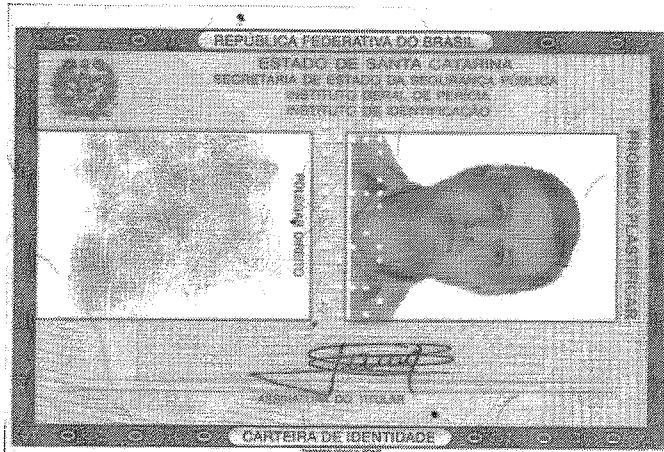 REPÚBLICA FEDERATIVA DO BRASIL
ESTADO DE SANTA CATARINA
SECRETARIA DE ESTADO DA SEGURANÇA PÚBLICA
INSTITUTO GERAL DE PERÍCIA
INSTITUTO DE IDENTIFICAÇÃO
POLEGAR DIREITO
PROIBIDO PLASTIFICAR
ASSINATURA DO TITULAR
CARTEIRA DE IDENTIDADE